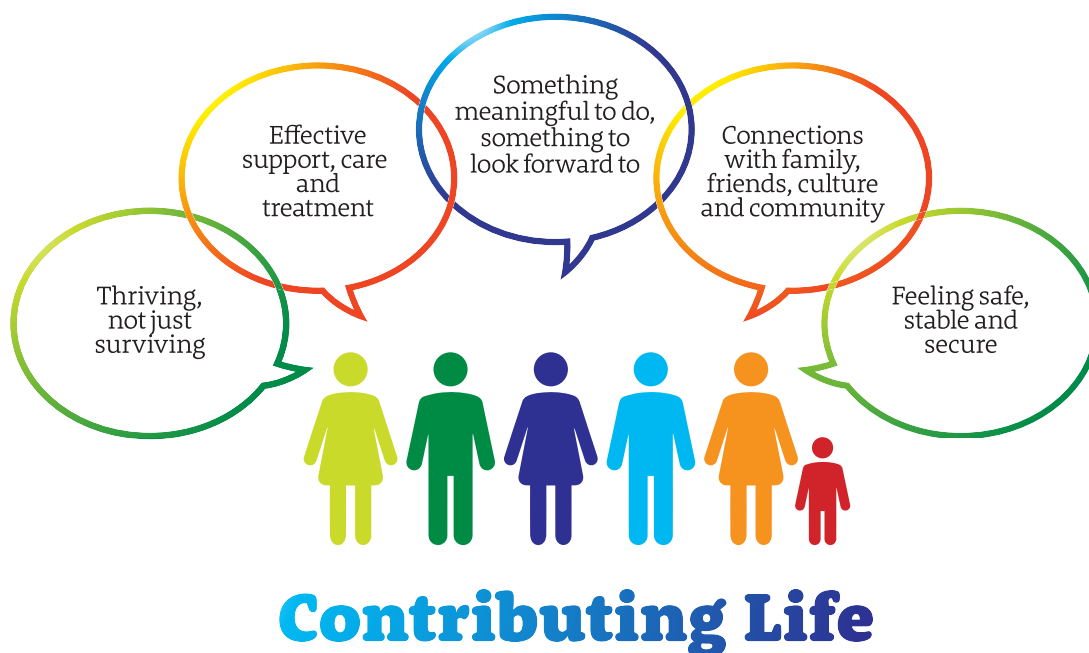 Thriving,
not just
surviving
Effective
support, care
and
treatment
Something
meaningful to do,
something to
look forward to
Connections
with family,
friends, culture
and community
Feeling safe,
stable and
secure
Contributing Life